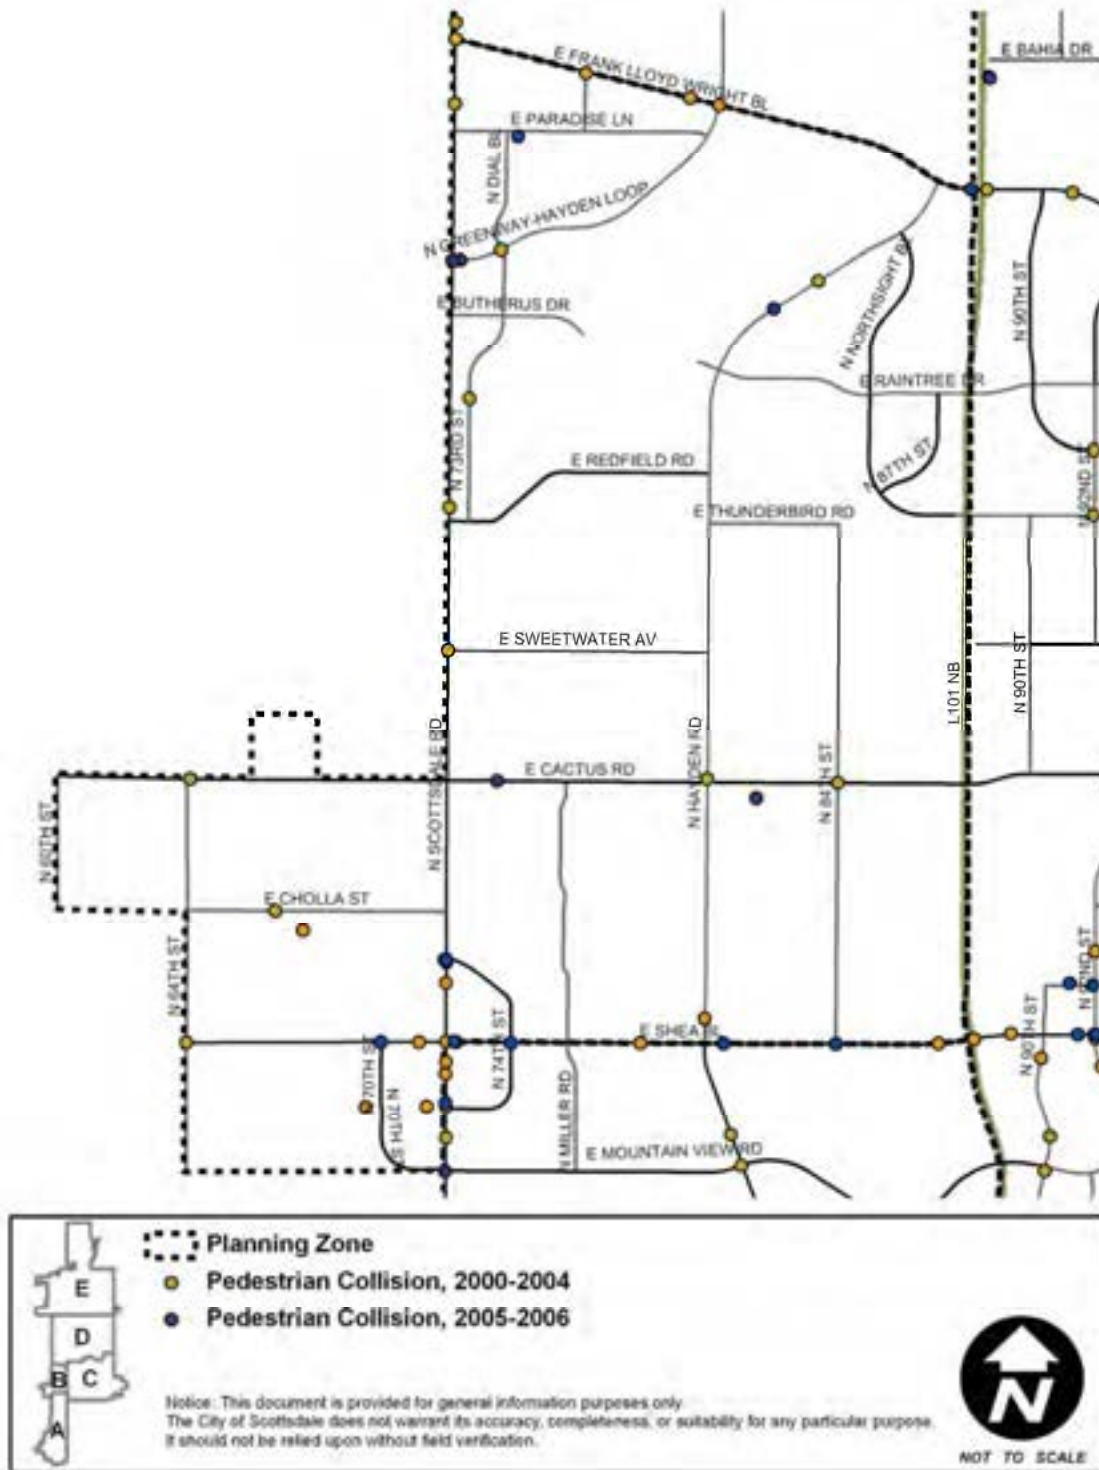 E BAHIA DR
E FRANK LLOYD WRIGHT BL
E PARADISE LN
N DIAL BL
N GREENWAY-HAYDEN LOOP
E BUTHERUS DR
N NORTHSIGHT BL
N 90TH ST
E RAINTREE DR
N 73RD ST
E REDFIELD RD
N 87TH ST
N 92ND ST
E THUNDERBIRD RD
E SWEETWATER AV
N 90TH ST
L101 NB
N SCOTTSDALE RD
E CACTUS RD
N HAYDEN RD
N 84TH ST
N 60TH ST
E CHOLLA ST
N 64TH ST
N 92ND ST
E SHEA BL
N 70TH ST
N 74TH ST
N 90TH ST
N 70TH ST
N MILLER RD
E MOUNTAIN VIEW RD
Planning Zone
E
Pedestrian Collision, 2000-2004
Pedestrian Collision, 2005-2006
D
B C
A
Notice: This document is provided for general information purposes only.
The City of Scottsdale does not warrant its accuracy, completeness, or suitability for any particular purpose.
It should not be relied upon without field verification.
N
NOT TO SCALE